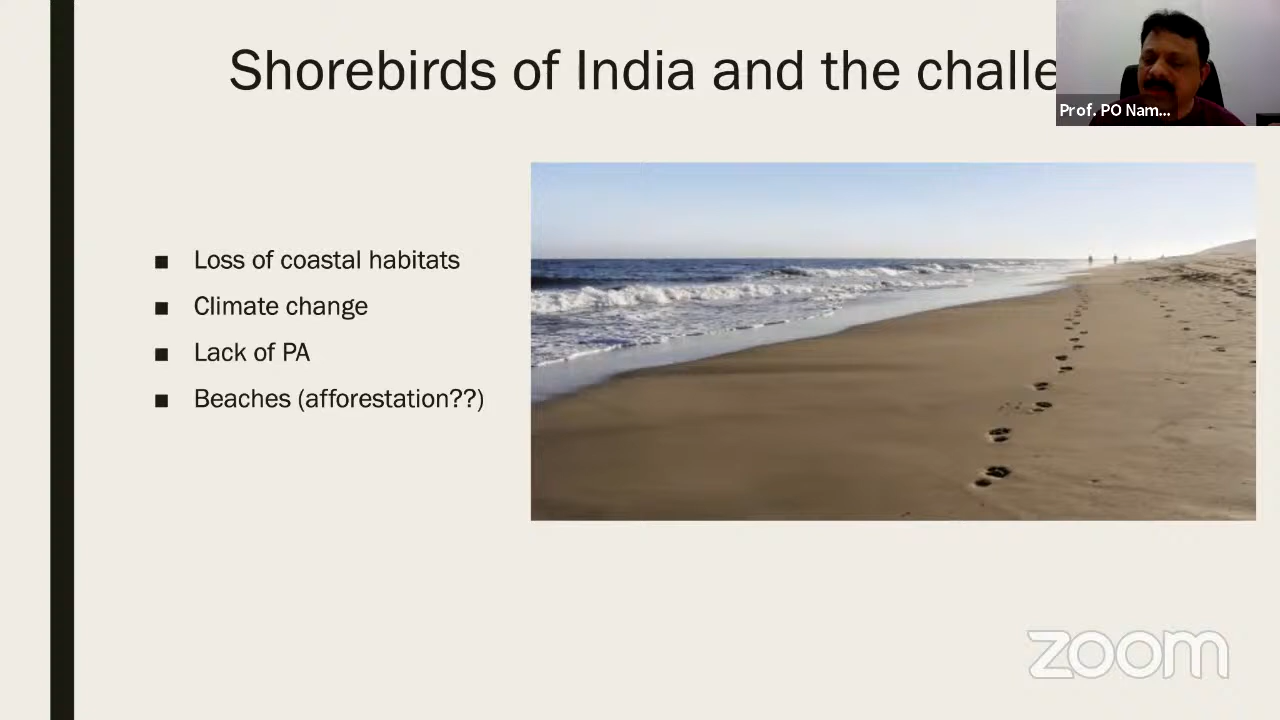 Shorebirds of India and the challe
Prof. PO Nam...
■ Loss of coastal habitats
■ Climate change
■ Lack of PA
■ Beaches (afforestation??)
zoom